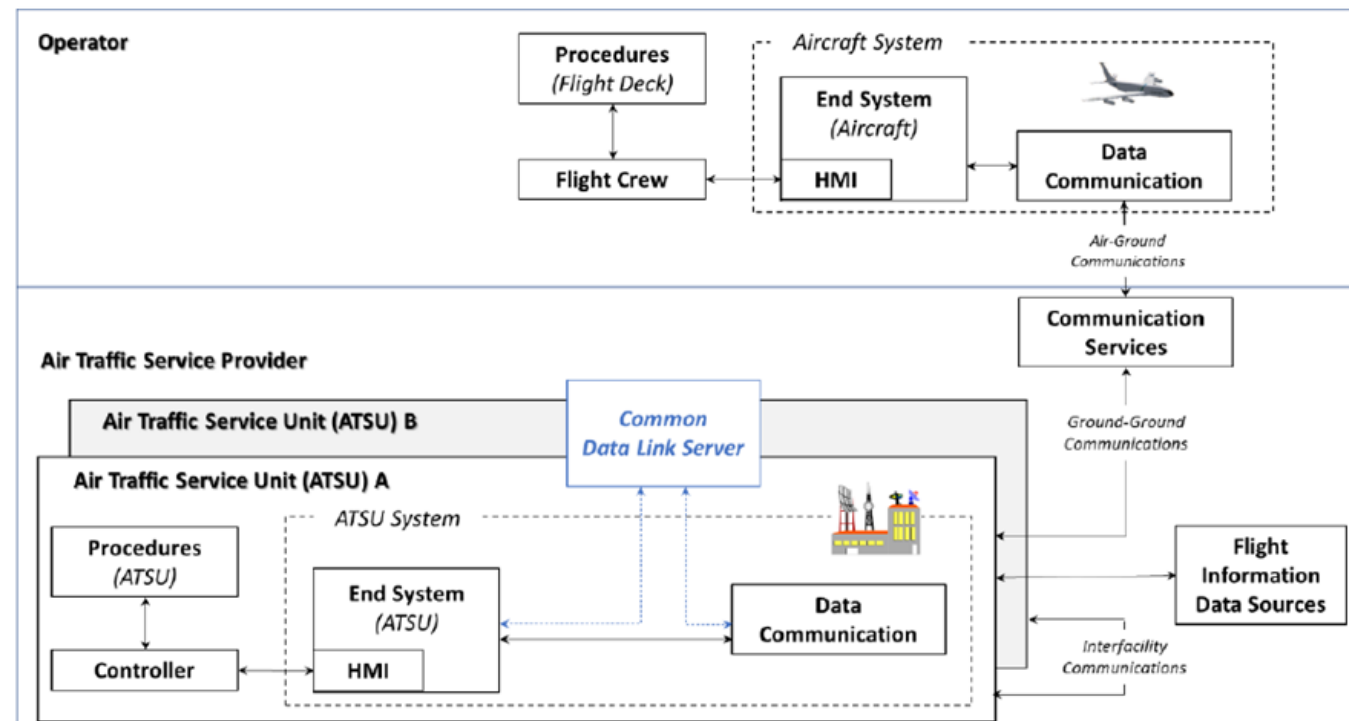 Operator
Aircraft System
Procedures
(Flight Deck)
End System
(Aircraft)
Data
Communication
Flight Crew
HMI
Air-Ground
Communications
Communication
Services
Air Traffic Service Provider
Common
Data Link Server
Air Traffic Service Unit (ATSU) B
Ground-Ground
Communications
Air Traffic Service Unit (ATSU) A
ATSU System
Procedures
(ATSU)
End System
(ATSU)
Data
Communication
Flight
Information
Data Sources
Controller
HMI
Interfacility
Communications